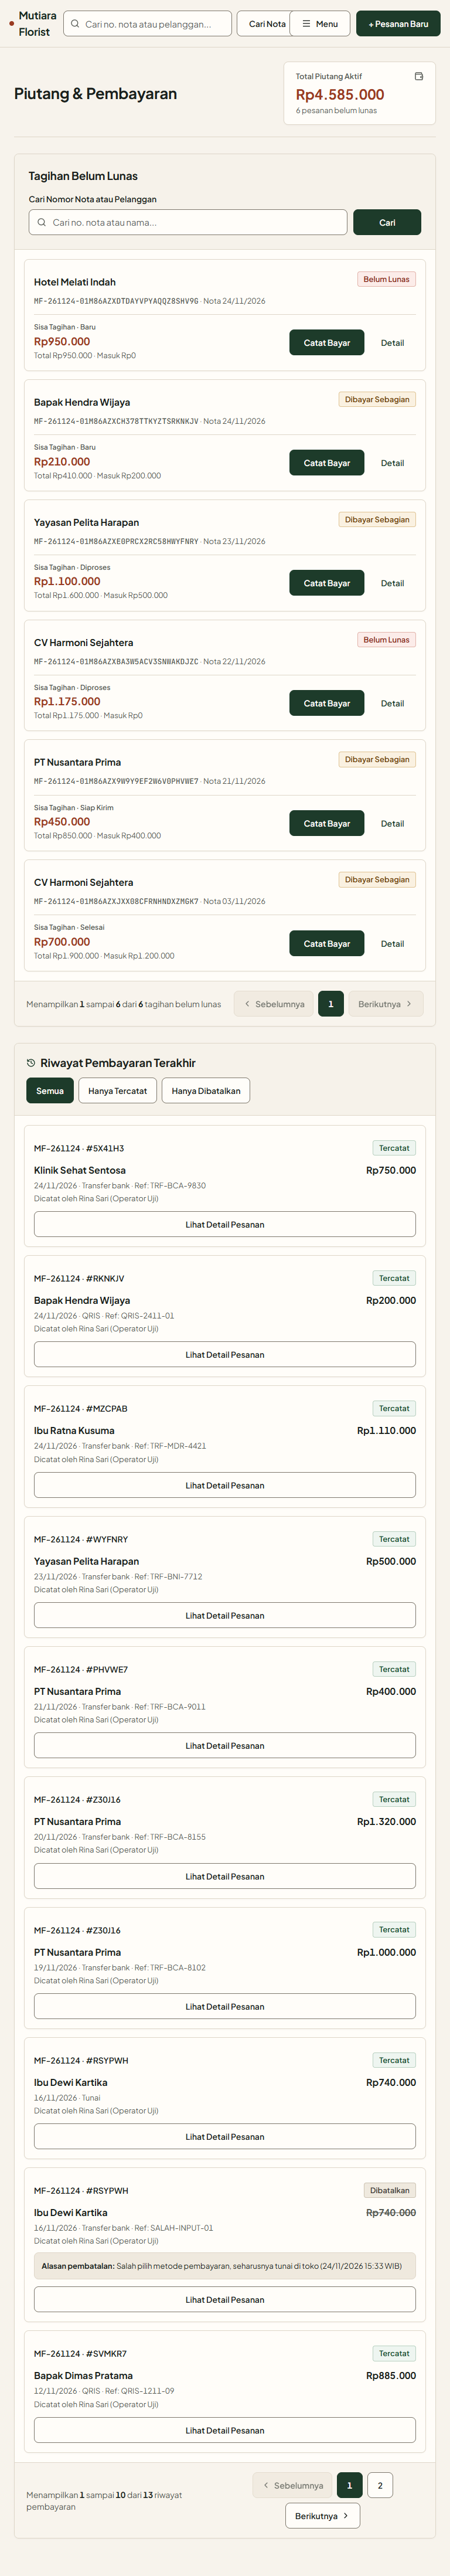 Mutiara
Florist
Cari no. nota atau pelanggan...
Cari Nota
Menu
+ Pesanan Baru
Piutang & Pembayaran
Total Piutang Aktif
Rp4.585.000
6 pesanan belum lunas
Tagihan Belum Lunas
Cari Nomor Nota atau Pelanggan
Cari no. nota atau nama...
Cari
Hotel Melati Indah
Belum Lunas
MF-261124-01M86AZXDTDAYVPYAQQZ8SHV9G · Nota 24/11/2026
Sisa Tagihan · Baru
Rp950.000
Total Rp950.000 · Masuk Rp0
Catat Bayar
Detail
Bapak Hendra Wijaya
Dibayar Sebagian
MF-261124-01M86AZXCH378TTKYZTSRKNKJV · Nota 24/11/2026
Sisa Tagihan · Baru
Rp210.000
Total Rp410.000 · Masuk Rp200.000
Catat Bayar
Detail
Yayasan Pelita Harapan
Dibayar Sebagian
MF-261124-01M86AZXE0PRCX2RC58HWYFNRY · Nota 23/11/2026
Sisa Tagihan · Diproses
Rp1.100.000
Total Rp1.600.000 · Masuk Rp500.000
Catat Bayar
Detail
CV Harmoni Sejahtera
Belum Lunas
MF-261124-01M86AZXBA3W5ACV3SNWAKDJZC · Nota 22/11/2026
Sisa Tagihan · Diproses
Rp1.175.000
Total Rp1.175.000 · Masuk Rp0
Catat Bayar
Detail
PT Nusantara Prima
Dibayar Sebagian
MF-261124-01M86AZX9W9Y9EF2W6V0PHVWE7 · Nota 21/11/2026
Sisa Tagihan · Siap Kirim
Rp450.000
Total Rp850.000 · Masuk Rp400.000
Catat Bayar
Detail
CV Harmoni Sejahtera
Dibayar Sebagian
MF-261124-01M86AZXJXX08CFRNHNDXZMGK7 · Nota 03/11/2026
Sisa Tagihan · Selesai
Rp700.000
Total Rp1.900.000 · Masuk Rp1.200.000
Catat Bayar
Detail
Menampilkan 1 sampai 6 dari 6 tagihan belum lunas
Sebelumnya
1
Berikutnya
Riwayat Pembayaran Terakhir
Semua
Hanya Tercatat
Hanya Dibatalkan
MF-261124 · #5X41H3
Tercatat
Klinik Sehat Sentosa
Rp750.000
24/11/2026 · Transfer bank · Ref: TRF-BCA-9830
Dicatat oleh Rina Sari (Operator Uji)
Lihat Detail Pesanan
MF-261124 · #RKNKJV
Tercatat
Bapak Hendra Wijaya
Rp200.000
24/11/2026 · QRIS · Ref: QRIS-2411-01
Dicatat oleh Rina Sari (Operator Uji)
Lihat Detail Pesanan
MF-261124 · #MZCPAB
Tercatat
Ibu Ratna Kusuma
Rp1.110.000
24/11/2026 · Transfer bank · Ref: TRF-MDR-4421
Dicatat oleh Rina Sari (Operator Uji)
Lihat Detail Pesanan
MF-261124 · #WYFNRY
Tercatat
Yayasan Pelita Harapan
Rp500.000
23/11/2026 · Transfer bank · Ref: TRF-BNI-7712
Dicatat oleh Rina Sari (Operator Uji)
Lihat Detail Pesanan
MF-261124 · #PHVWE7
Tercatat
PT Nusantara Prima
Rp400.000
21/11/2026 · Transfer bank · Ref: TRF-BCA-9011
Dicatat oleh Rina Sari (Operator Uji)
Lihat Detail Pesanan
MF-261124 · #Z30J16
Tercatat
PT Nusantara Prima
Rp1.320.000
20/11/2026 · Transfer bank · Ref: TRF-BCA-8155
Dicatat oleh Rina Sari (Operator Uji)
Lihat Detail Pesanan
MF-261124 · #Z30J16
Tercatat
PT Nusantara Prima
Rp1.000.000
19/11/2026 · Transfer bank · Ref: TRF-BCA-8102
Dicatat oleh Rina Sari (Operator Uji)
Lihat Detail Pesanan
MF-261124 · #RSYPWH
Tercatat
Ibu Dewi Kartika
Rp740.000
16/11/2026 · Tunai
Dicatat oleh Rina Sari (Operator Uji)
Lihat Detail Pesanan
MF-261124 · #RSYPWH
Dibatalkan
Ibu Dewi Kartika
Rp740.000
16/11/2026 · Transfer bank · Ref: SALAH-INPUT-01
Dicatat oleh Rina Sari (Operator Uji)
Alasan pembatalan: Salah pilih metode pembayaran, seharusnya tunai di toko (24/11/2026 15:33 WIB)
Lihat Detail Pesanan
MF-261124 · #SVMKR7
Tercatat
Bapak Dimas Pratama
Rp885.000
12/11/2026 · QRIS · Ref: QRIS-1211-09
Dicatat oleh Rina Sari (Operator Uji)
Lihat Detail Pesanan
Menampilkan 1 sampai 10 dari 13 riwayat
pembayaran
Sebelumnya
1
2
Berikutnya